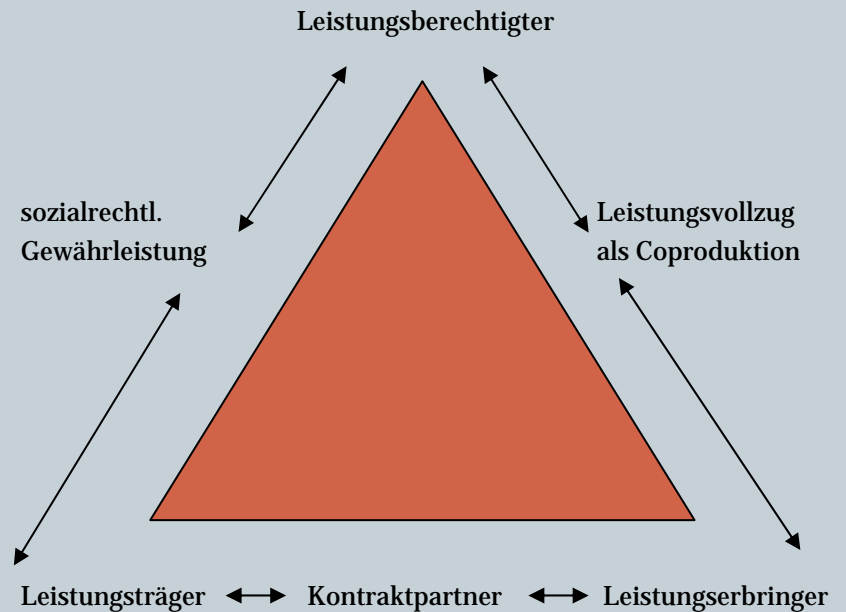 Leistungsberechtigter
sozialrechtl.
Gewährleistung
Leistungsvollzug
als Coproduktion
Leistungsträger
Kontraktpartner
Leistungserbringer